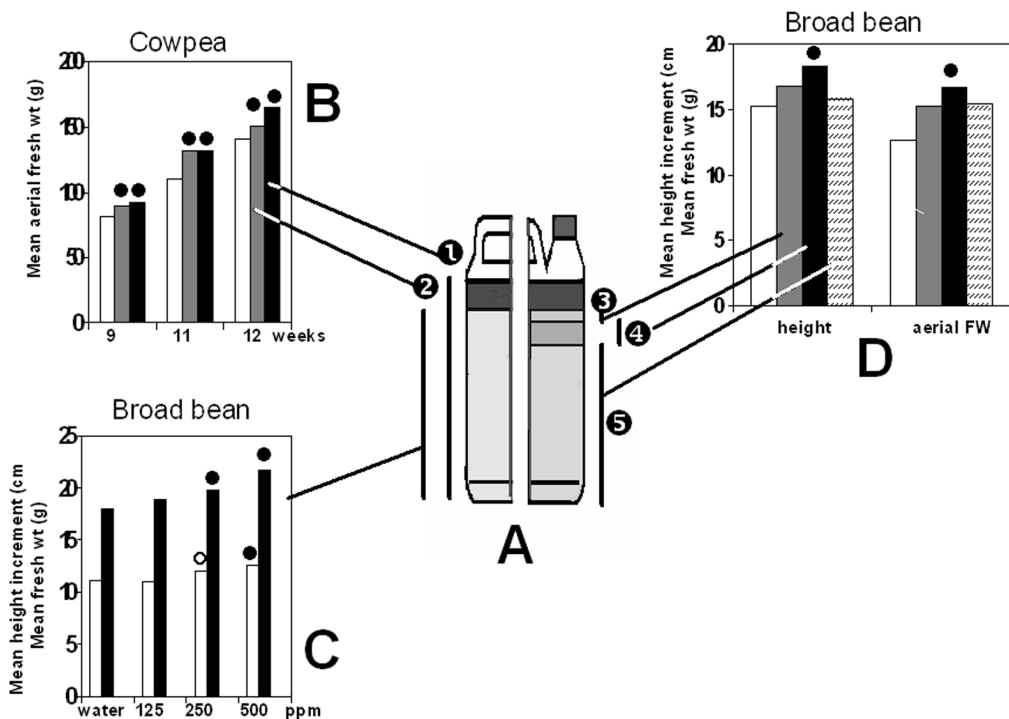 Cowpea
Mean aerial fresh wt (g)
200
150
100
50
0
9 11 12 weeks
B
Broad bean
Mean height increment (cm
Mean fresh wt (g)
20
15
10
5
0
height aerial FW
D
1
2
3
4
5
A
Broad bean
Mean height increment (cm
Mean fresh wt (g)
25
20
15
10
5
0
water 125 250 500 ppm
C